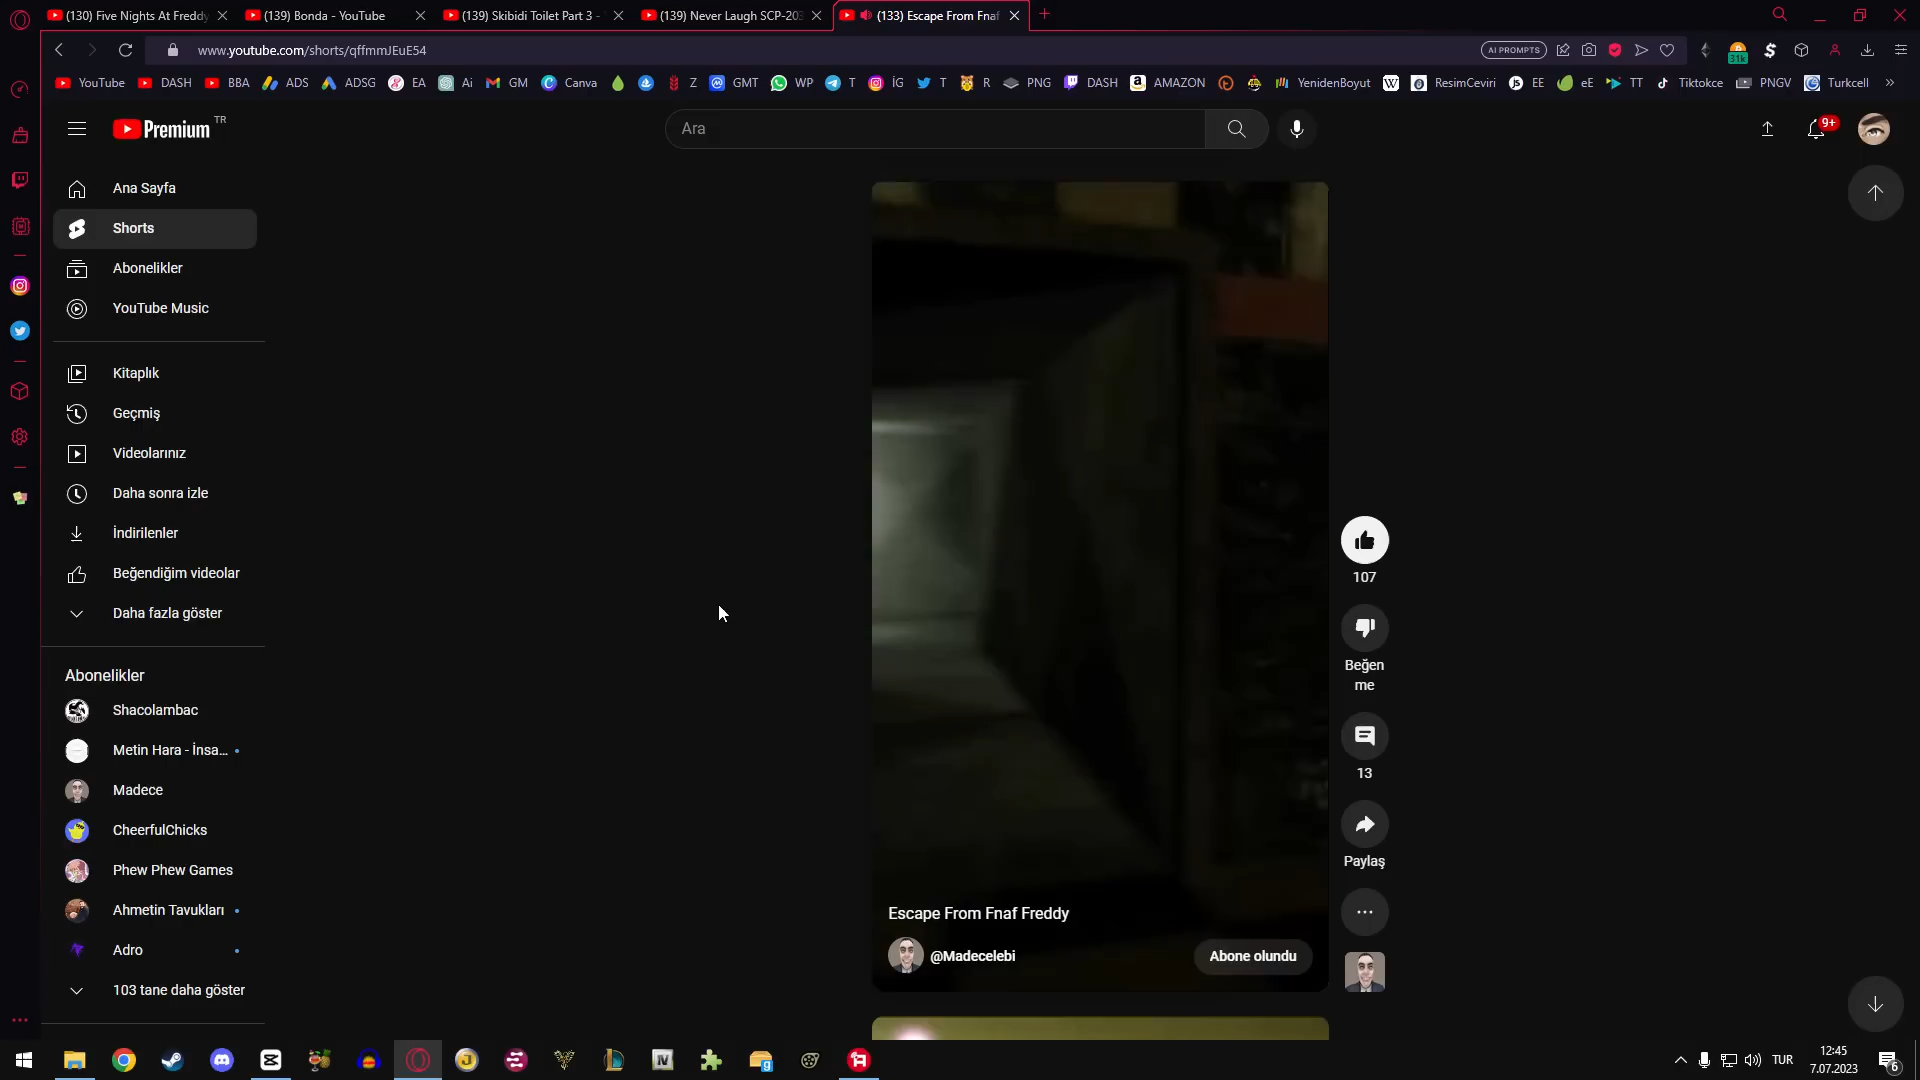 (130) Five Nights At Freddy
(139) Bonda - YouTube
(139) Skibidi Toilet Part 3 -
(139) Never Laugh SCP-203
(133) Escape From Fnaf
www.youtube.com/shorts/qffmmJEuE54
AI PROMPTS
31k
YouTube
DASH
BBA
ADS
ADSG
EA
Ai
GM
Canva
Z
GMT
WP
T
İG
T
R
PNG
DASH
AMAZON
YenidenBoyut
ResimCeviri
EE
eE
TT
Tiktokce
PNGV
Turkcell
Premium TR
Ara
9+
Ana Sayfa
Shorts
Abonelikler
YouTube Music
Kitaplık
Geçmiş
Videolarınız
Daha sonra izle
İndirilenler
Beğendiğim videolar
Daha fazla göster
Abonelikler
Shacolambac
Metin Hara - İnsa...
Madece
CheerfulChicks
Phew Phew Games
Ahmetin Tavukları
Adro
103 tane daha göster
107
Beğen
me
13
Paylaş
Escape From Fnaf Freddy
@Madecelebi
Abone olundu
TUR
12:45
7.07.2023
6